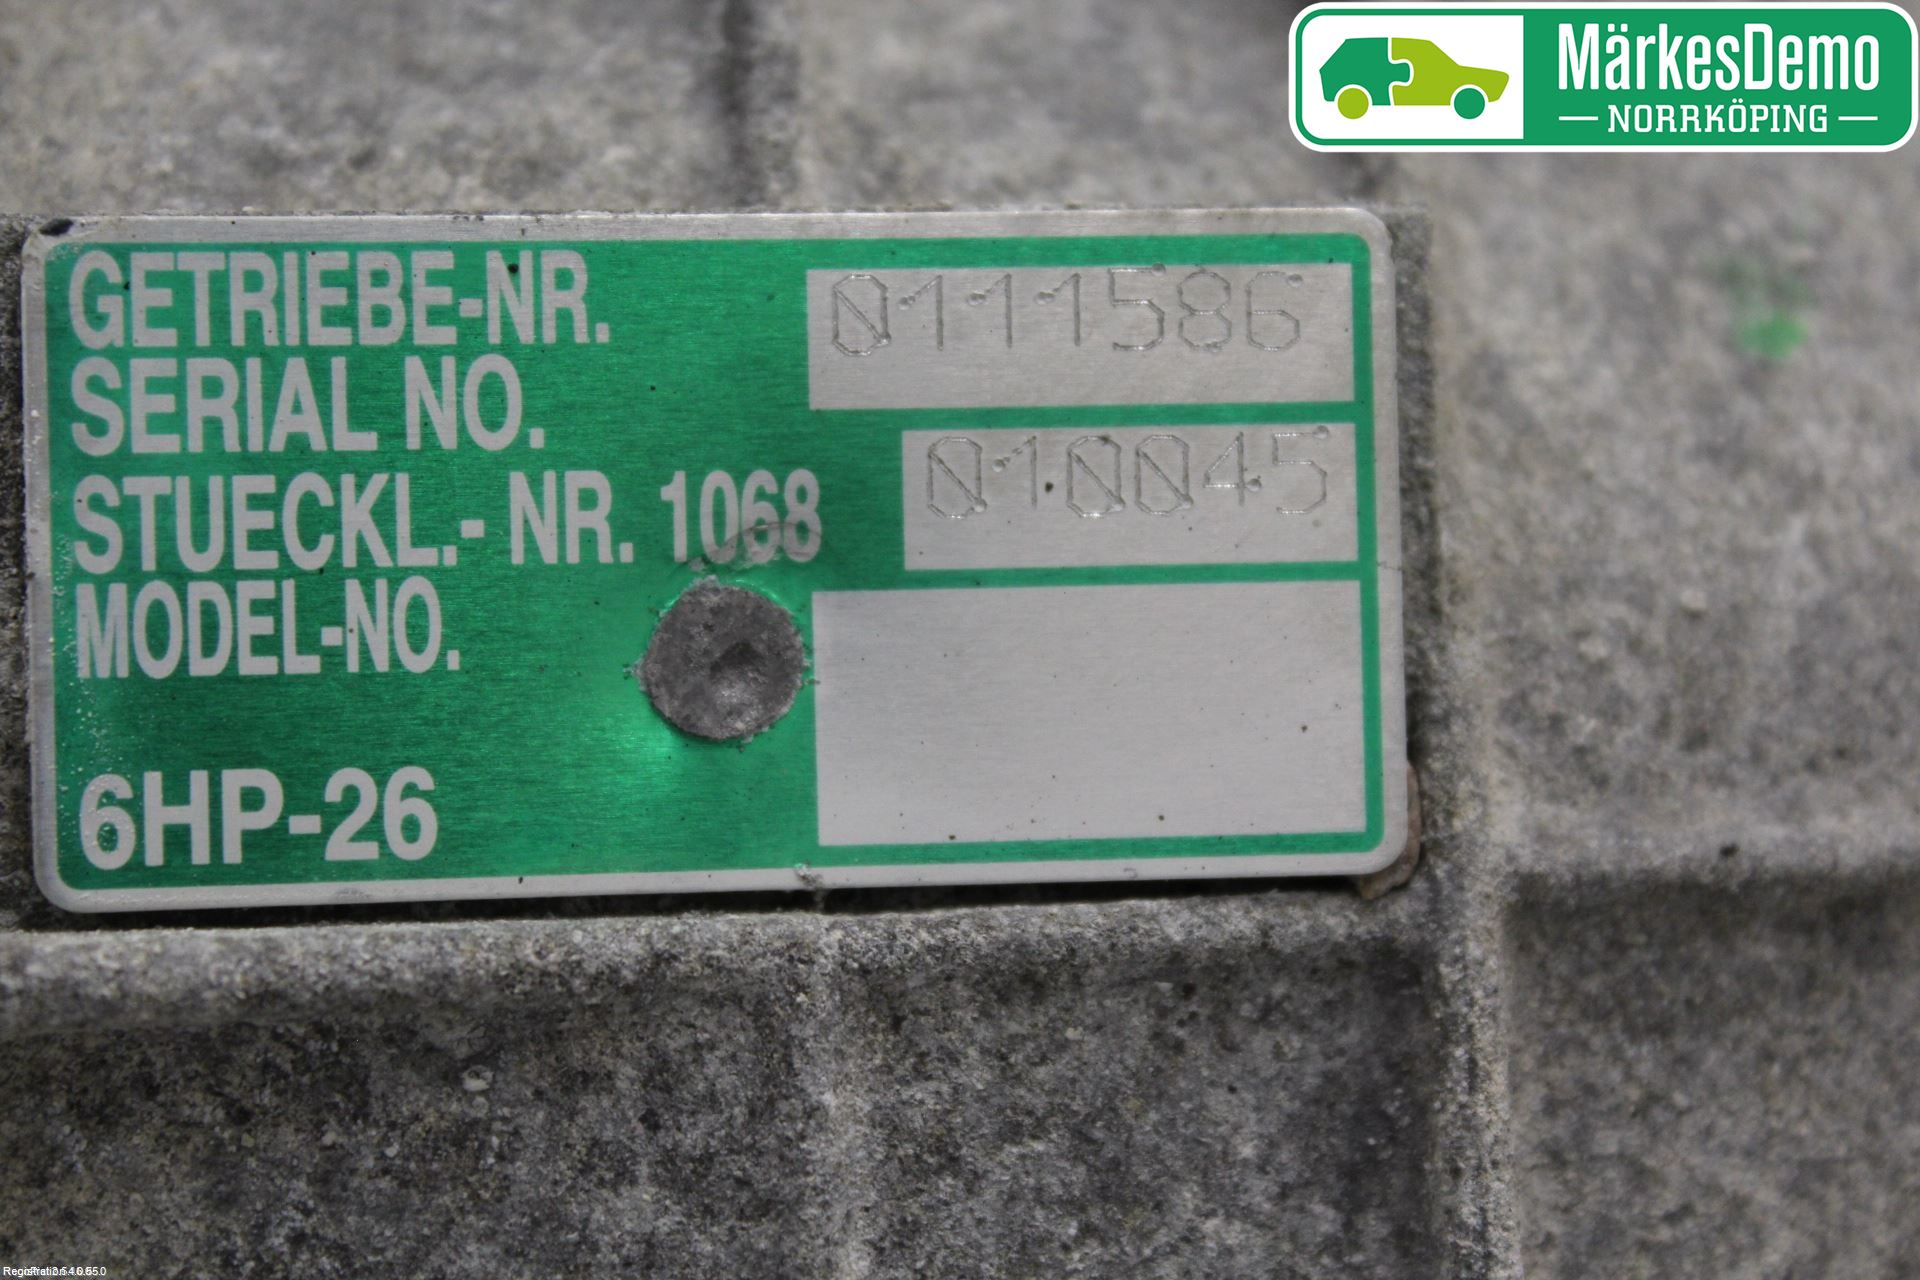 MärkesDemo
NORRKÖPING
GETRIEBE-NR. 0111586
SERIAL NO.
STUECKL.- NR. 1068 010045
MODEL-NO.
6HP-26